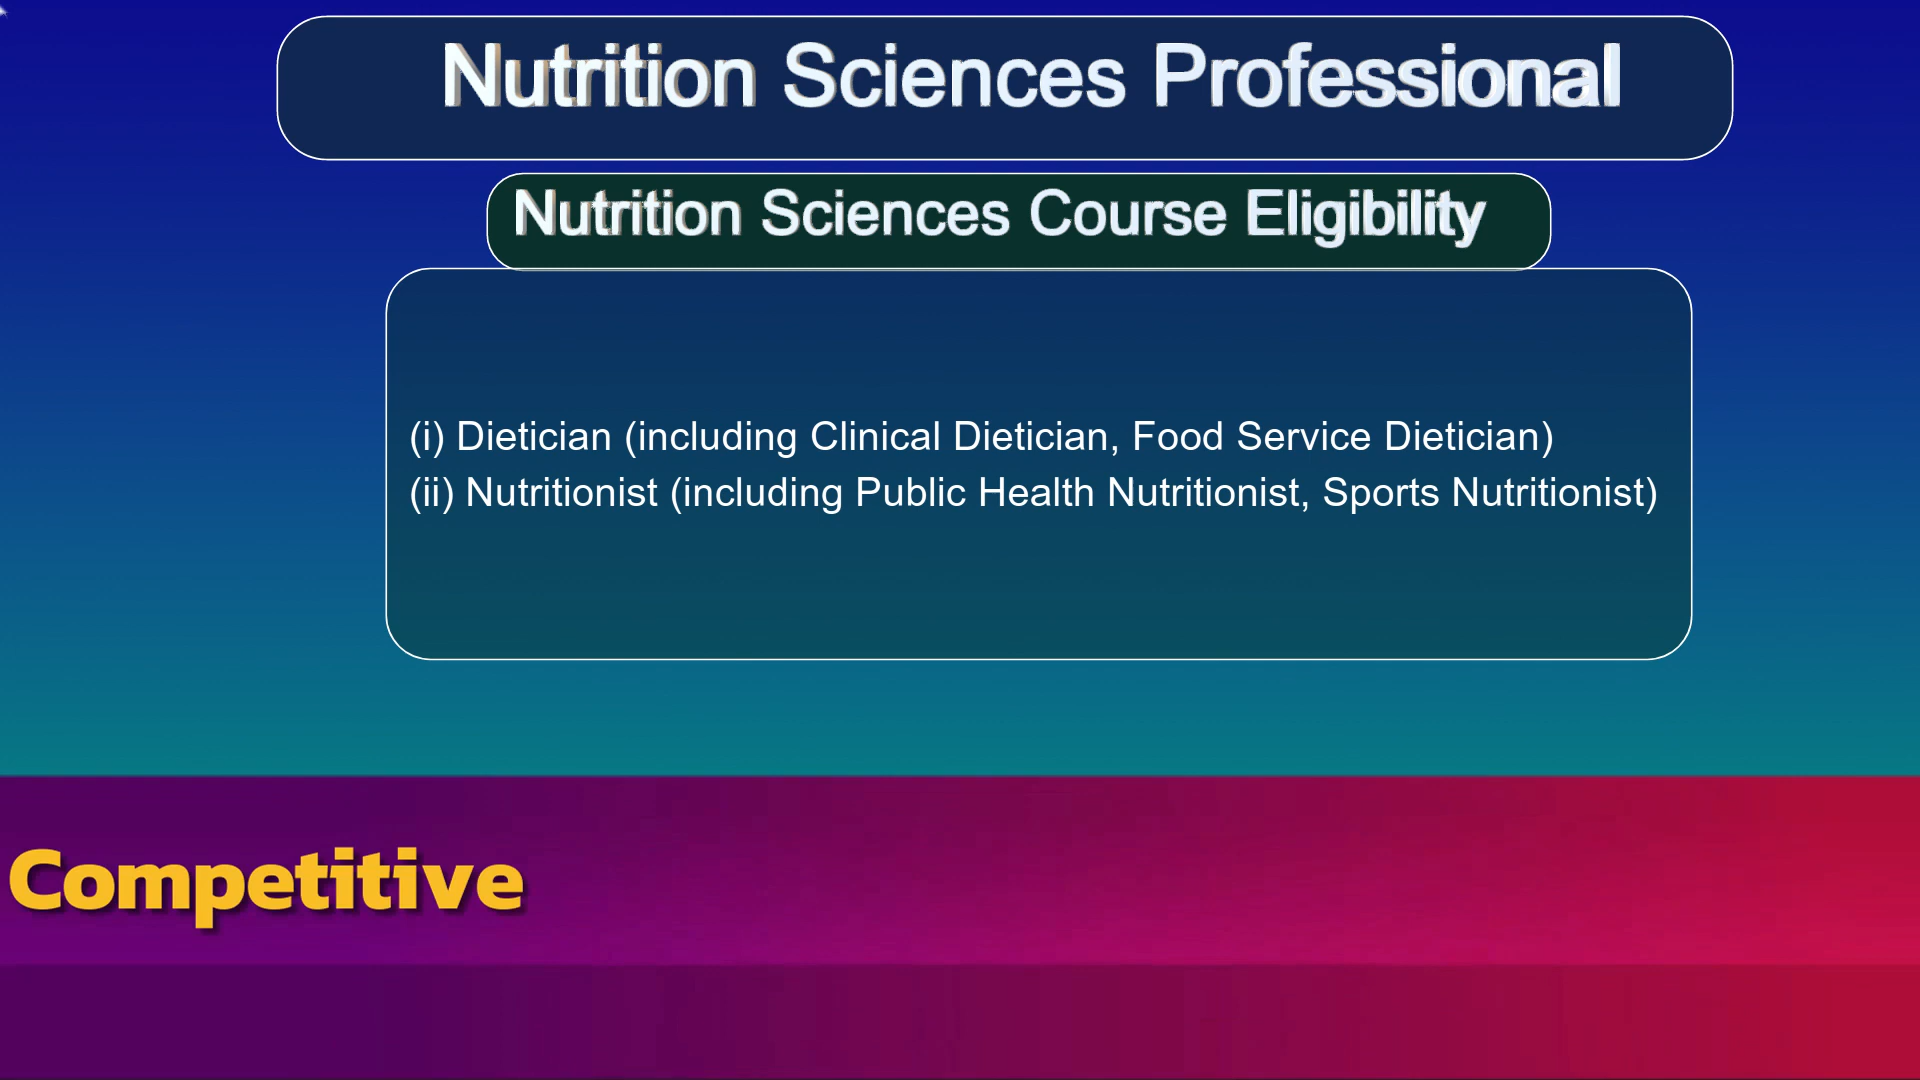 Nutrition Sciences Professional
Nutrition Sciences Course Eligibility
(i) Dietician (including Clinical Dietician, Food Service Dietician)
(ii) Nutritionist (including Public Health Nutritionist, Sports Nutritionist)
Competitive